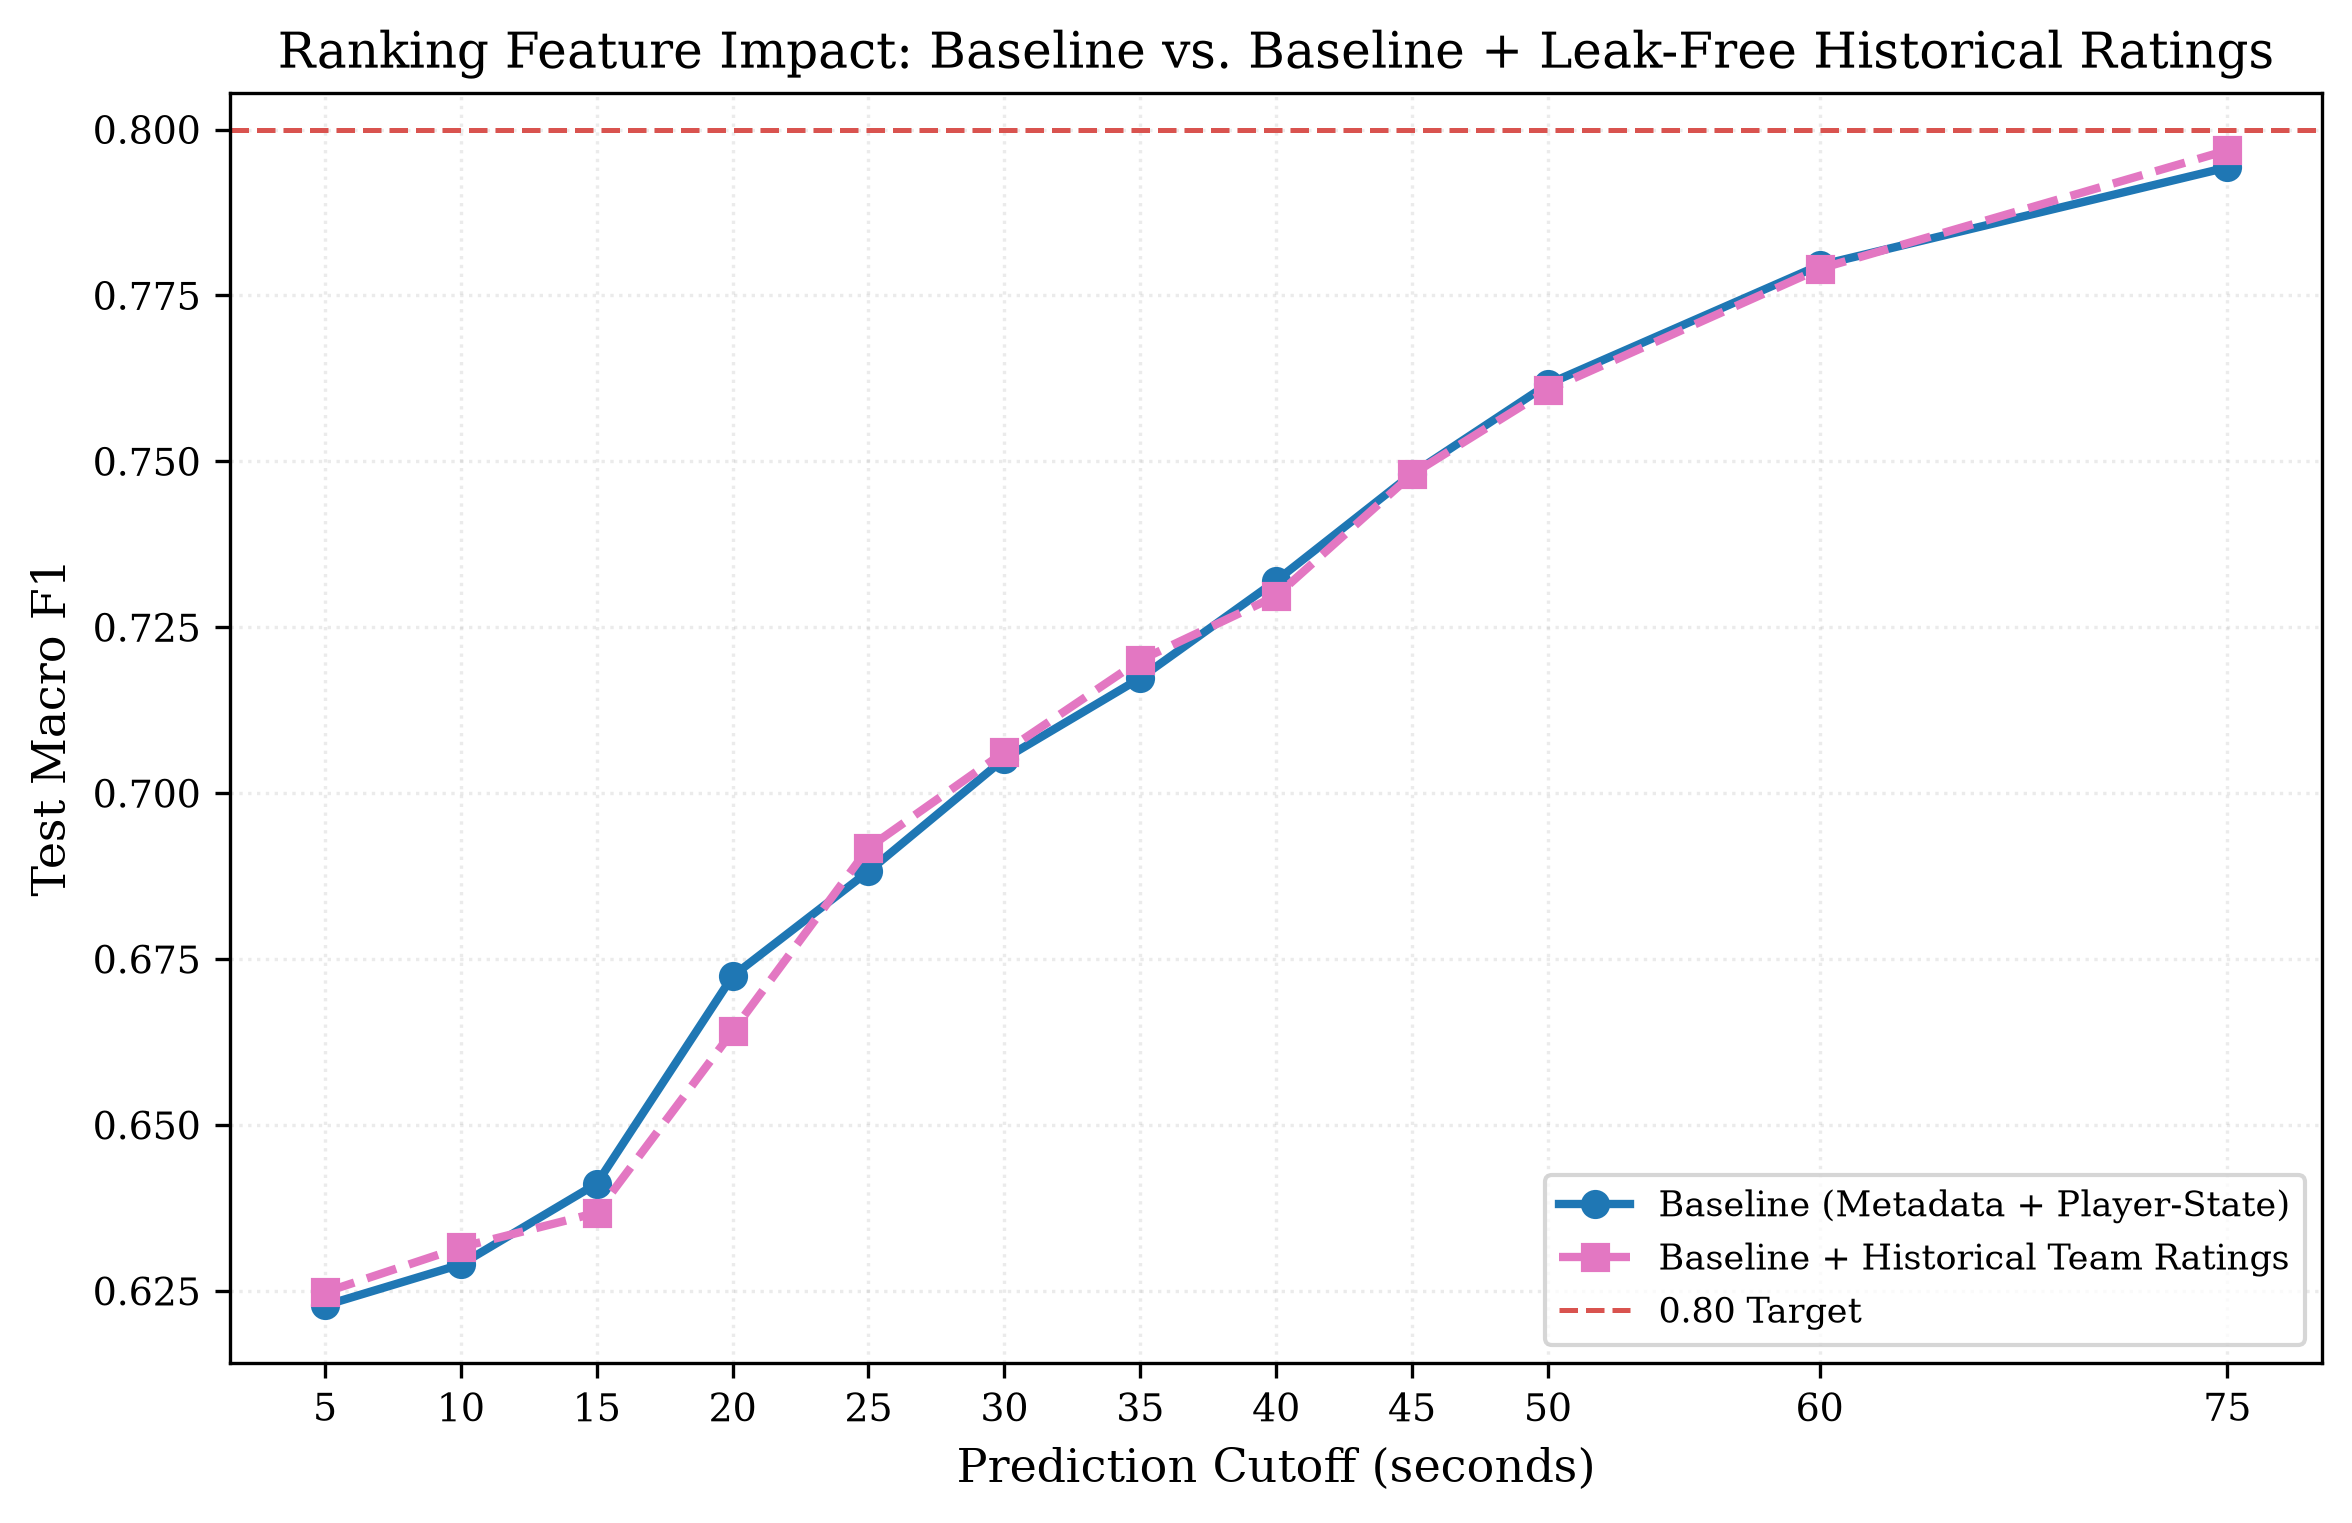 Ranking Feature Impact: Baseline vs. Baseline + Leak-Free Historical Ratings
Test Macro F1
0.800
0.775
0.750
0.725
0.700
0.675
0.650
0.625
Baseline (Metadata + Player-State)
Baseline + Historical Team Ratings
0.80 Target
5 10 15 20 25 30 35 40 45 50 60 75
Prediction Cutoff (seconds)